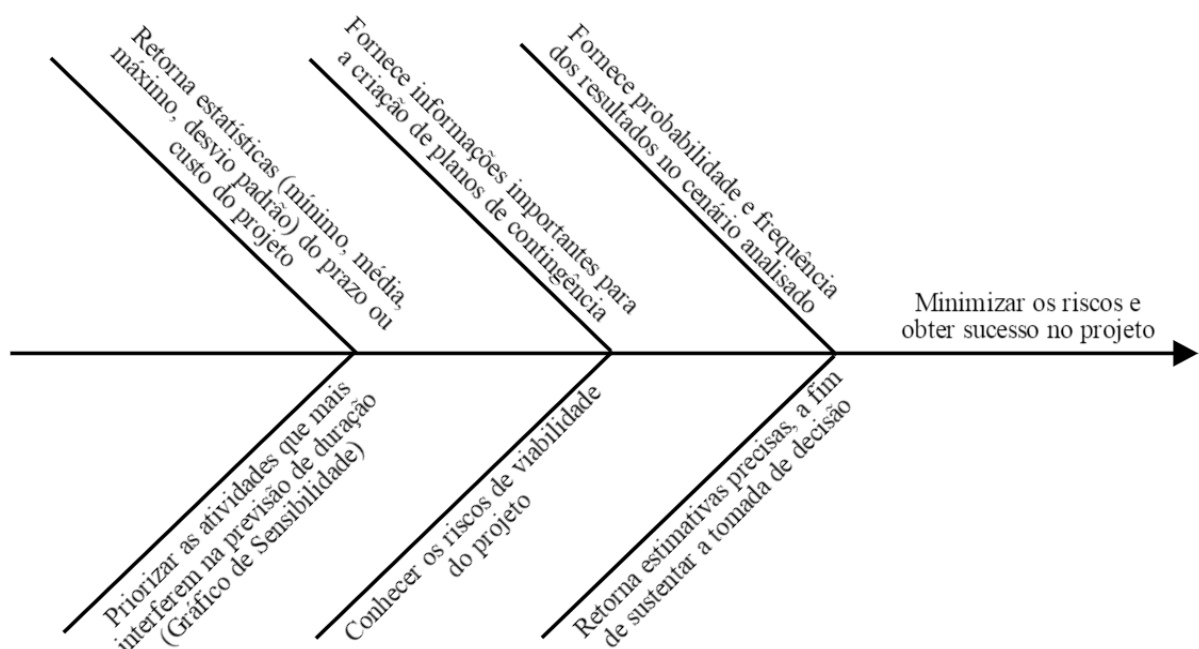 Retorna estatísticas (mínimo, média,
máximo, desvio padrão) do prazo ou
custo do projeto
Fornece informações importantes para
a criação de planos de contingência
Fornece probabilidade e frequência
dos resultados no cenário analisado
Minimizar os riscos e
obter sucesso no projeto
Priorizar as atividades que mais
interferem na previsão de duração
(Gráfico de Sensibilidade)
Conhecer os riscos de viabilidade
do projeto
Retorna estimativas precisas, a fim
de sustentar a tomada de decisão